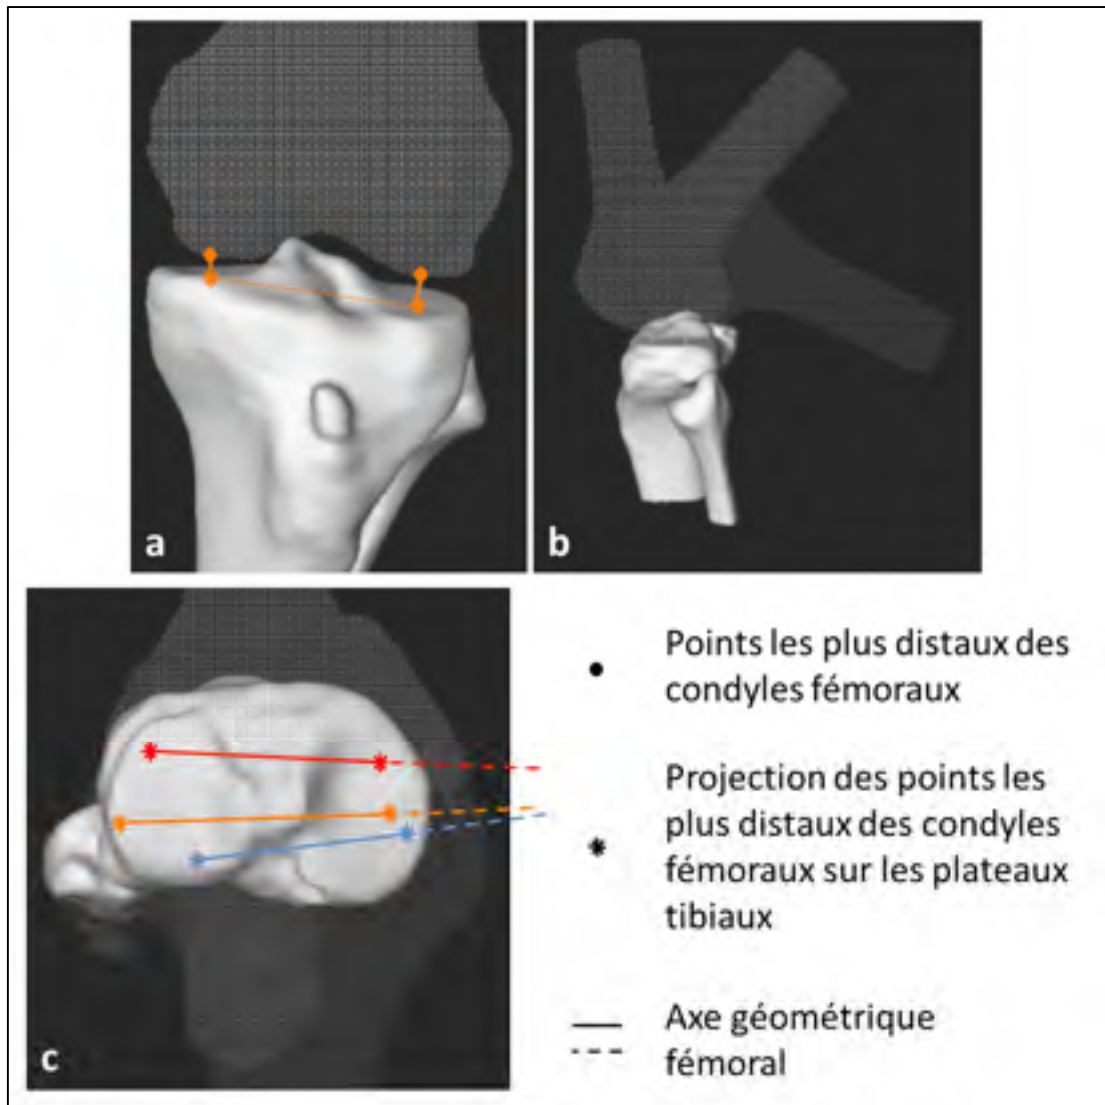 a
b
c
Points les plus distaux des
condyles fémoraux
Projection des points les
plus distaux des condyles
fémoraux sur les plateaux
tibiaux
Axe géométrique
fémoral